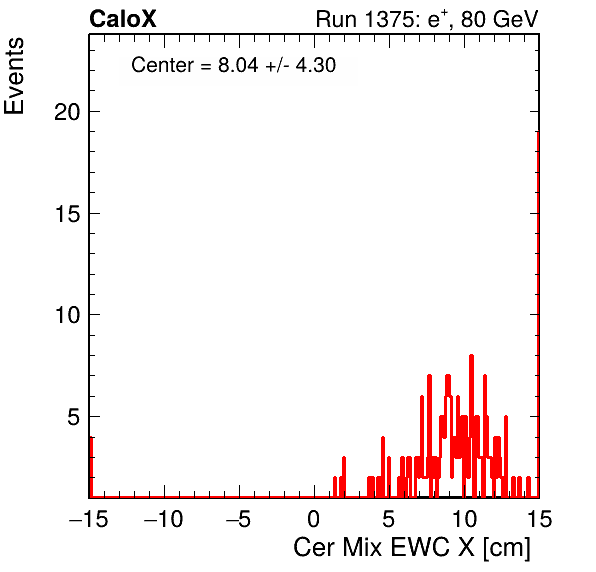 CaloX Run 1375: e⁺, 80 GeV
Center = 8.04 +/- 4.30
Events
20
15
10
5
−15 −10 −5 0 5 10 15
Cer Mix EWC X [cm]